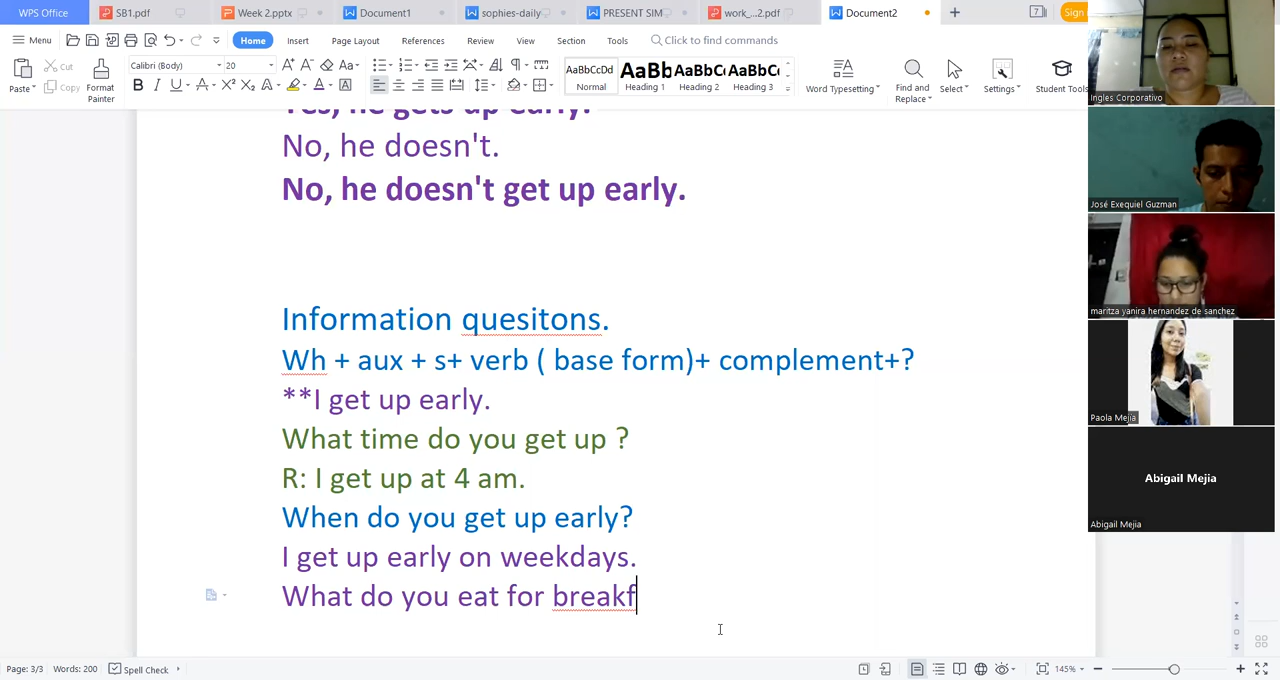 WPS Office
SB1.pdf
Week 2.pptx
Document1
sophies-daily
PRESENT SIM
work_...2.pdf
Document2
Sign
Menu
Home
Insert
Page Layout
References
Review
View
Section
Tools
Click to find commands
Paste
Cut
Copy
Format Painter
Calibri (Body)
20
AaBbCcDd
Normal
AaBb
Heading 1
AaBbC
Heading 2
AaBbC
Heading 3
Word Typesetting
Find and Replace
Select
Settings
Student Tools
Yes, he gets up early.
No, he doesn't.
No, he doesn't get up early.
Information quesitons.
Wh + aux + s+ verb ( base form)+ complement+?
**I get up early.
What time do you get up ?
R: I get up at 4 am.
When do you get up early?
I get up early on weekdays.
What do you eat for breakf
Ingles Corporativo
José Exequiel Guzman
maritza yanira hernandez de sanchez
Paola Mejia
Abigail Mejia
Abigail Mejia
Page: 3/3
Words: 200
Spell Check
145%